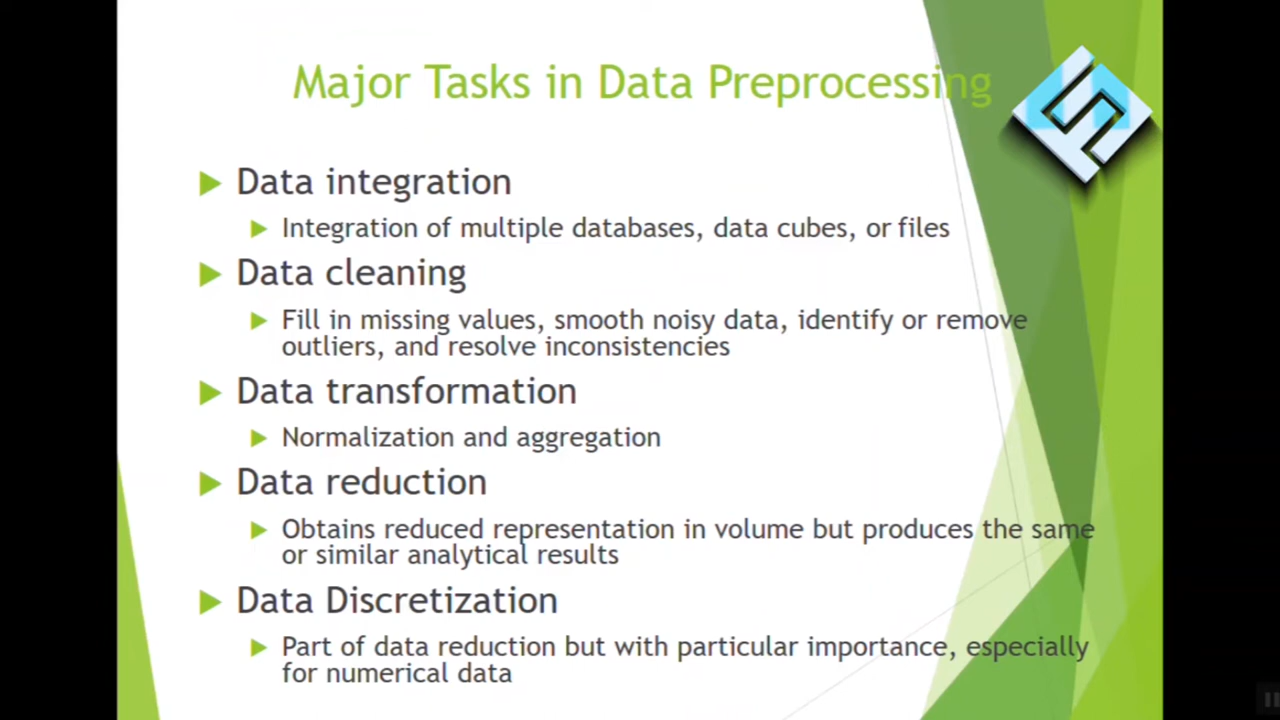 Major Tasks in Data Preprocessing
Data integration
Integration of multiple databases, data cubes, or files
Data cleaning
Fill in missing values, smooth noisy data, identify or remove
outliers, and resolve inconsistencies
Data transformation
Normalization and aggregation
Data reduction
Obtains reduced representation in volume but produces the same
or similar analytical results
Data Discretization
Part of data reduction but with particular importance, especially
for numerical data